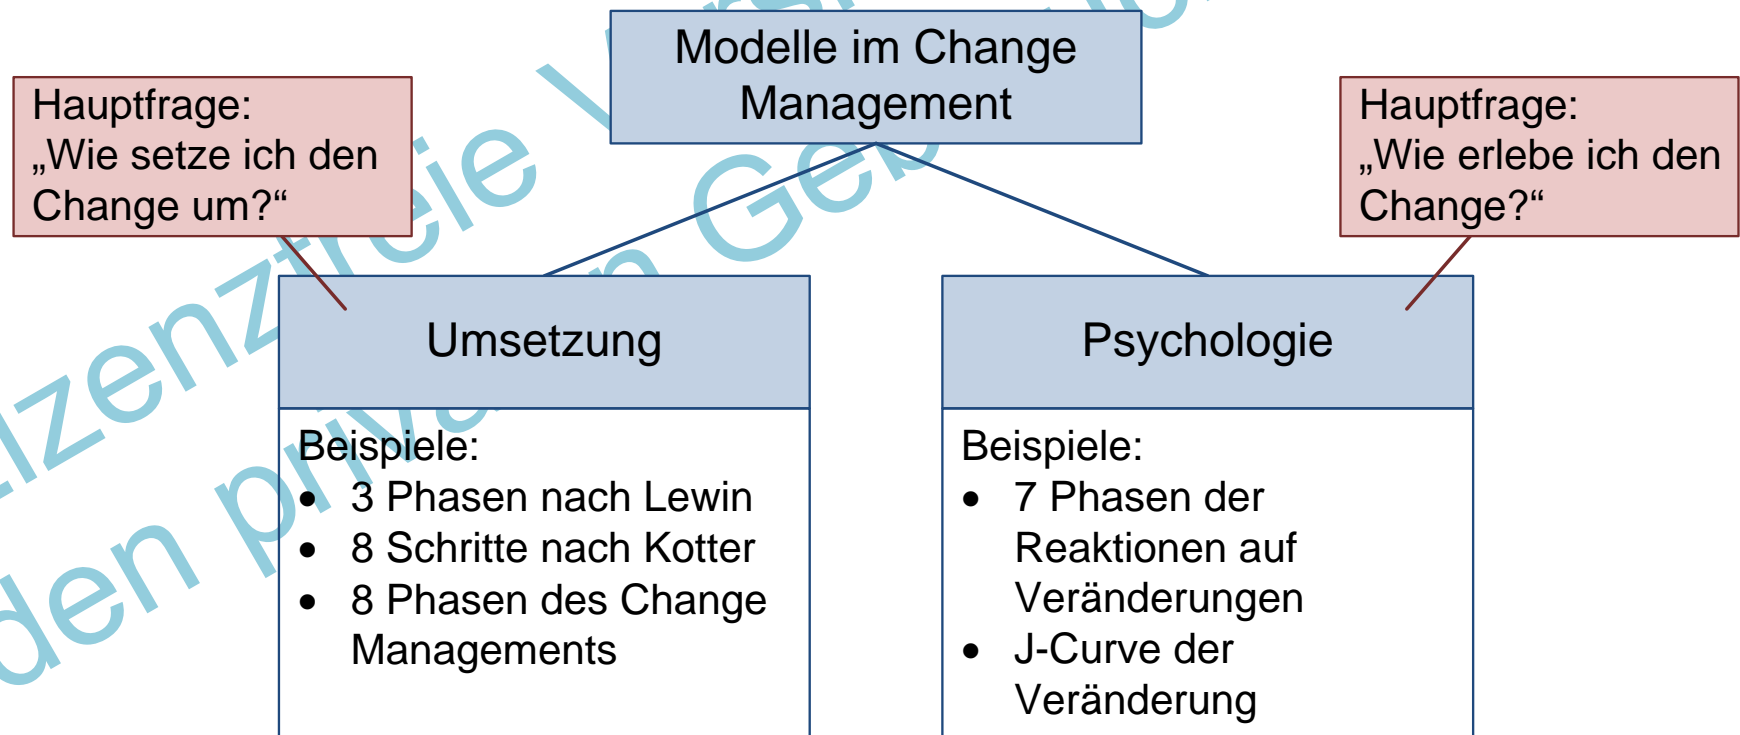 Modelle im Change
Management
Hauptfrage:
„Wie setze ich den
Change um?“
Hauptfrage:
„Wie erlebe ich den
Change?“
Umsetzung
Beispiele:
• 3 Phasen nach Lewin
• 8 Schritte nach Kotter
• 8 Phasen des Change
Managements
Psychologie
Beispiele:
• 7 Phasen der
Reaktionen auf
Veränderungen
• J-Curve der
Veränderung